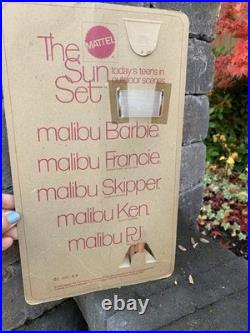 MATTEL
The
Sun
Set
today's teens in
outdoor scenes
malibu Barbie
malibu Francie
malibu Skipper
malibu Ken
malibu P.J.